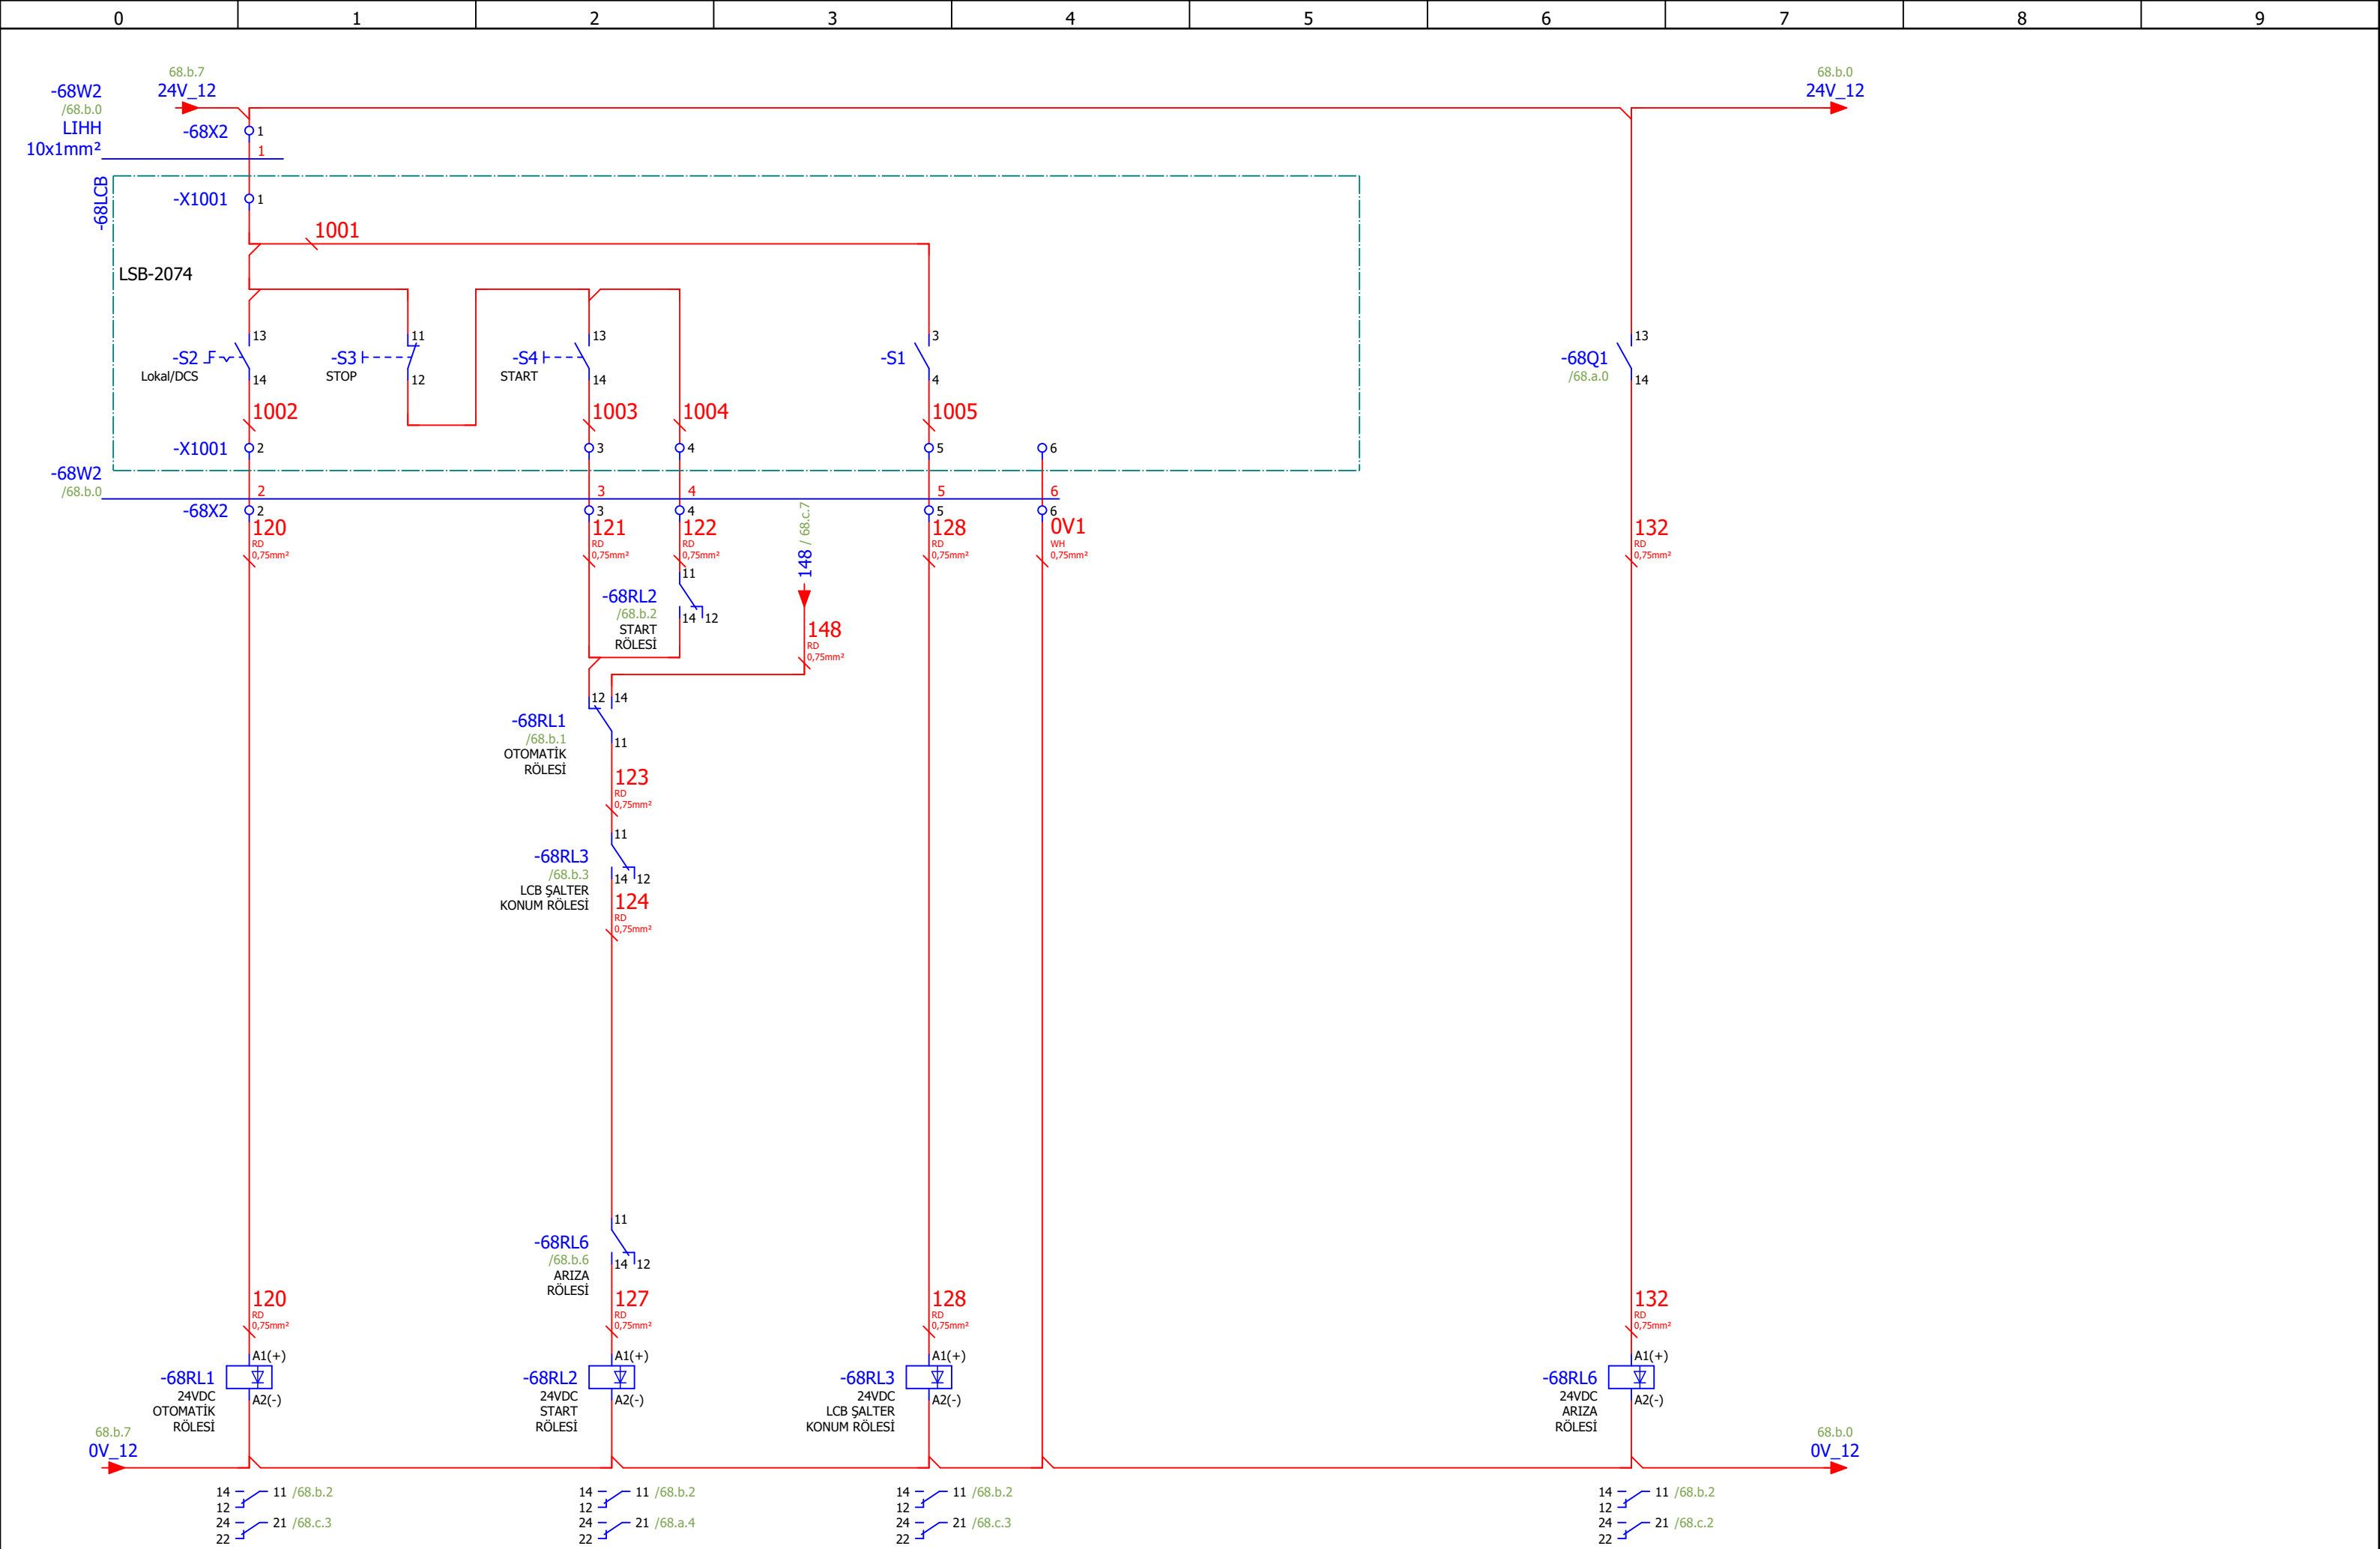 0 1 2 3 4 5 6 7 8 9
68.b.7
24V_12
68.b.0
24V_12
-68W2
/68.b.0
LIHH
10x1mm²
-68X2 1
1
-68LCB
-X1001 1
1001
LSB-2074
13
-S2
Lokal/DCS
14
11
-S3
STOP
12
13
-S4
START
14
3
-S1
4
13
-68Q1
/68.a.0
14
1002
1003
1004
1005
-X1001 2 3 4 5 6
-68W2
/68.b.0
2 3 4 5 6
-68X2 2 3 4 5 6
120
RD
0,75mm²
121
RD
0,75mm²
122
RD
0,75mm²
148 / 68.c.7
128
RD
0,75mm²
0V1
WH
0,75mm²
132
RD
0,75mm²
11
-68RL2
/68.b.2
START
RÖLESİ
14 12
148
RD
0,75mm²
12 14
-68RL1
/68.b.1
OTOMATİK
RÖLESİ
11
123
RD
0,75mm²
11
-68RL3
/68.b.3
LCB ŞALTER
KONUM RÖLESİ
14 12
124
RD
0,75mm²
11
-68RL6
/68.b.6
ARIZA
RÖLESİ
14 12
120
RD
0,75mm²
127
RD
0,75mm²
128
RD
0,75mm²
132
RD
0,75mm²
A1(+)
-68RL1
24VDC
OTOMATİK
RÖLESİ
A2(-)
A1(+)
-68RL2
24VDC
START
RÖLESİ
A2(-)
A1(+)
-68RL3
24VDC
LCB ŞALTER
KONUM RÖLESİ
A2(-)
A1(+)
-68RL6
24VDC
ARIZA
RÖLESİ
A2(-)
68.b.7
0V_12
68.b.0
0V_12
14 11 /68.b.2
12
24 21 /68.c.3
22
14 11 /68.b.2
12
24 21 /68.a.4
22
14 11 /68.b.2
12
24 21 /68.c.3
22
14 11 /68.b.2
12
24 21 /68.c.2
22